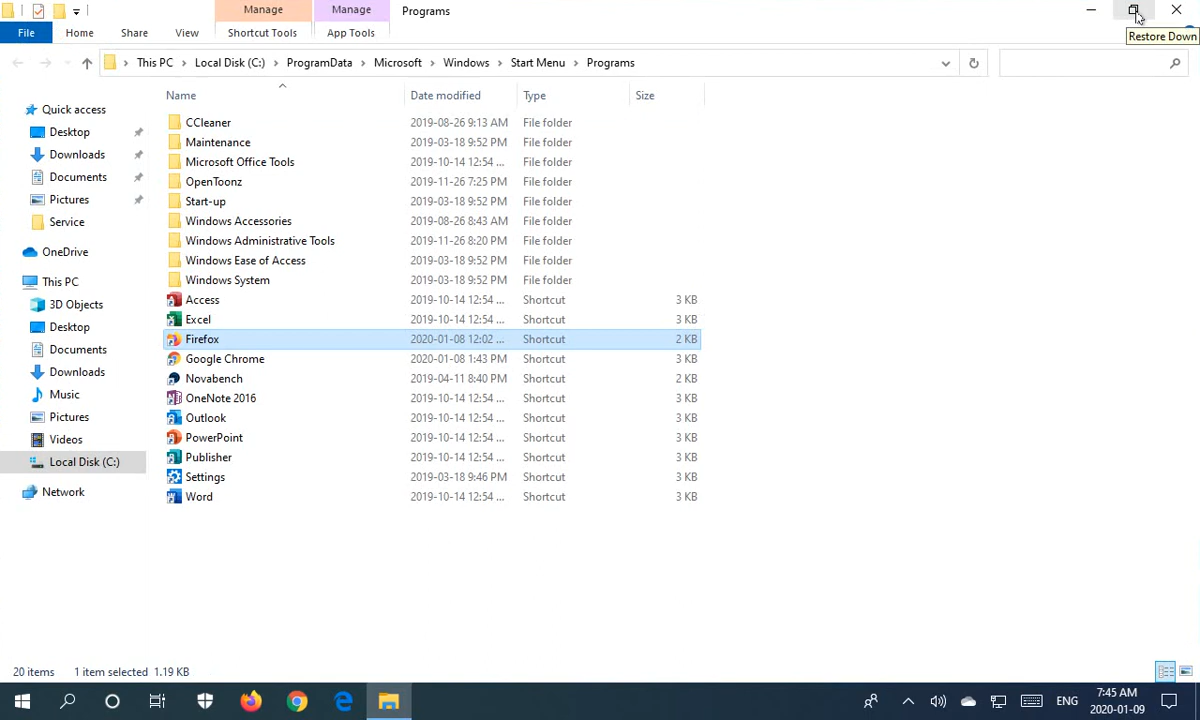 Manage Manage Programs
File Home Share View Shortcut Tools App Tools
Restore Down
This PC Local Disk (C:) ProgramData Microsoft Windows Start Menu Programs
Name Date modified Type Size
Quick access
Desktop
Downloads
Documents
Pictures
Service
OneDrive
This PC
3D Objects
Desktop
Documents
Downloads
Music
Pictures
Videos
Local Disk (C:)
Network
CCleaner 2019-08-26 9:13 AM File folder
Maintenance 2019-03-18 9:52 PM File folder
Microsoft Office Tools 2019-10-14 12:54 ... File folder
OpenToonz 2019-11-26 7:25 PM File folder
Start-up 2019-03-18 9:52 PM File folder
Windows Accessories 2019-08-26 8:43 AM File folder
Windows Administrative Tools 2019-11-26 8:20 PM File folder
Windows Ease of Access 2019-03-18 9:52 PM File folder
Windows System 2019-03-18 9:52 PM File folder
Access 2019-10-14 12:54 ... Shortcut 3 KB
Excel 2019-10-14 12:54 ... Shortcut 3 KB
Firefox 2020-01-08 12:02 ... Shortcut 2 KB
Google Chrome 2020-01-08 1:43 PM Shortcut 3 KB
Novabench 2019-04-11 8:40 PM Shortcut 2 KB
OneNote 2016 2019-10-14 12:54 ... Shortcut 3 KB
Outlook 2019-10-14 12:54 ... Shortcut 3 KB
PowerPoint 2019-10-14 12:54 ... Shortcut 3 KB
Publisher 2019-10-14 12:54 ... Shortcut 3 KB
Settings 2019-03-18 9:46 PM Shortcut 3 KB
Word 2019-10-14 12:54 ... Shortcut 3 KB
20 items 1 item selected 1.19 KB
ENG 7:45 AM
2020-01-09